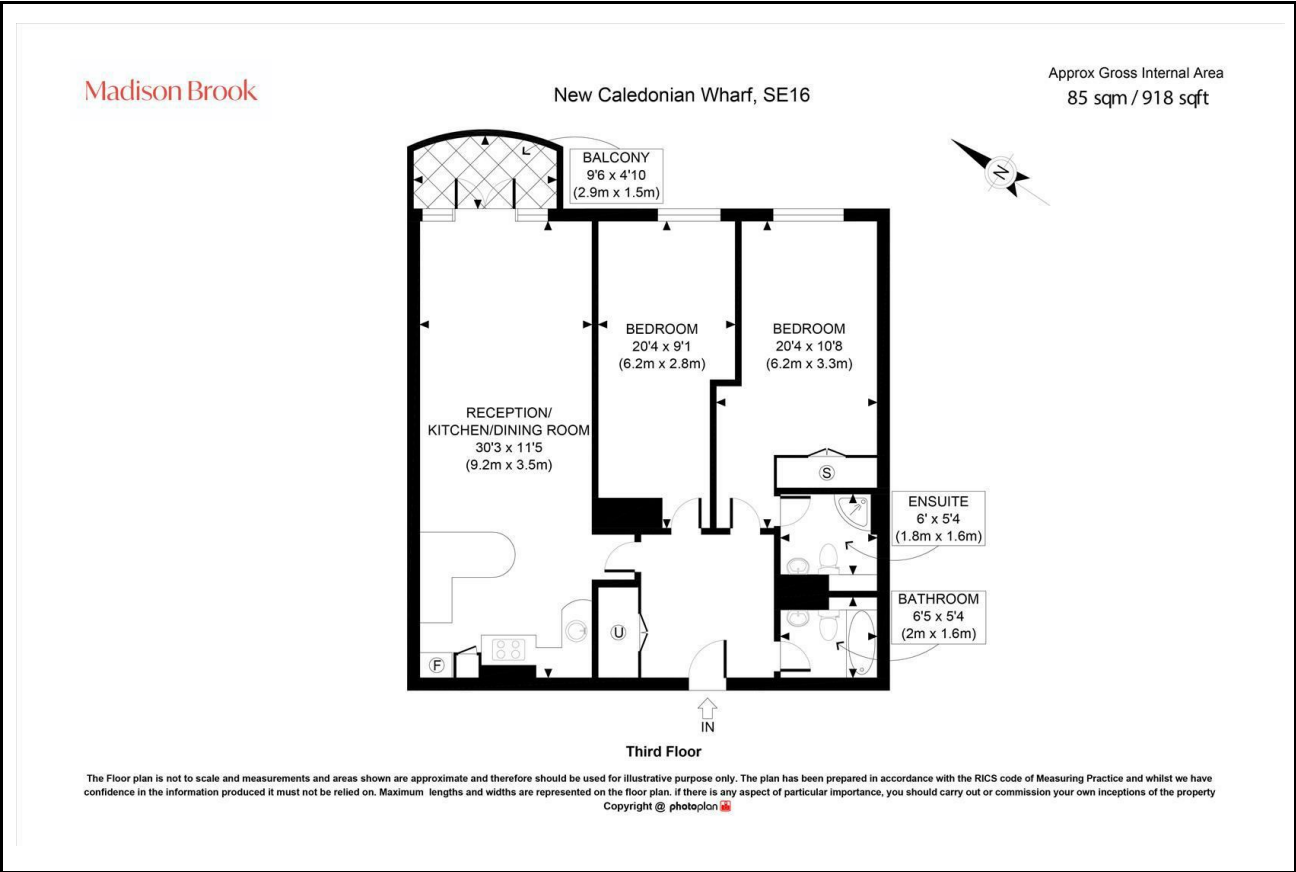 Madison Brook
New Caledonian Wharf, SE16
Approx Gross Internal Area
85 sqm / 918 sqft
BALCONY
9'6 x 4'10
(2.9m x 1.5m)
N
BEDROOM
20'4 x 9'1
(6.2m x 2.8m)
BEDROOM
20'4 x 10'8
(6.2m x 3.3m)
RECEPTION/
KITCHEN/DINING ROOM
30'3 x 11'5
(9.2m x 3.5m)
S
ENSUITE
6' x 5'4
(1.8m x 1.6m)
BATHROOM
6'5 x 5'4
(2m x 1.6m)
U
F
IN
Third Floor
The Floor plan is not to scale and measurements and areas shown are approximate and therefore should be used for illustrative purpose only. The plan has been prepared in accordance with the RICS code of Measuring Practice and whilst we have
confidence in the information produced it must not be relied on. Maximum lengths and widths are represented on the floor plan. if there is any aspect of particular importance, you should carry out or commission your own inceptions of the property
Copyright @ photoplan